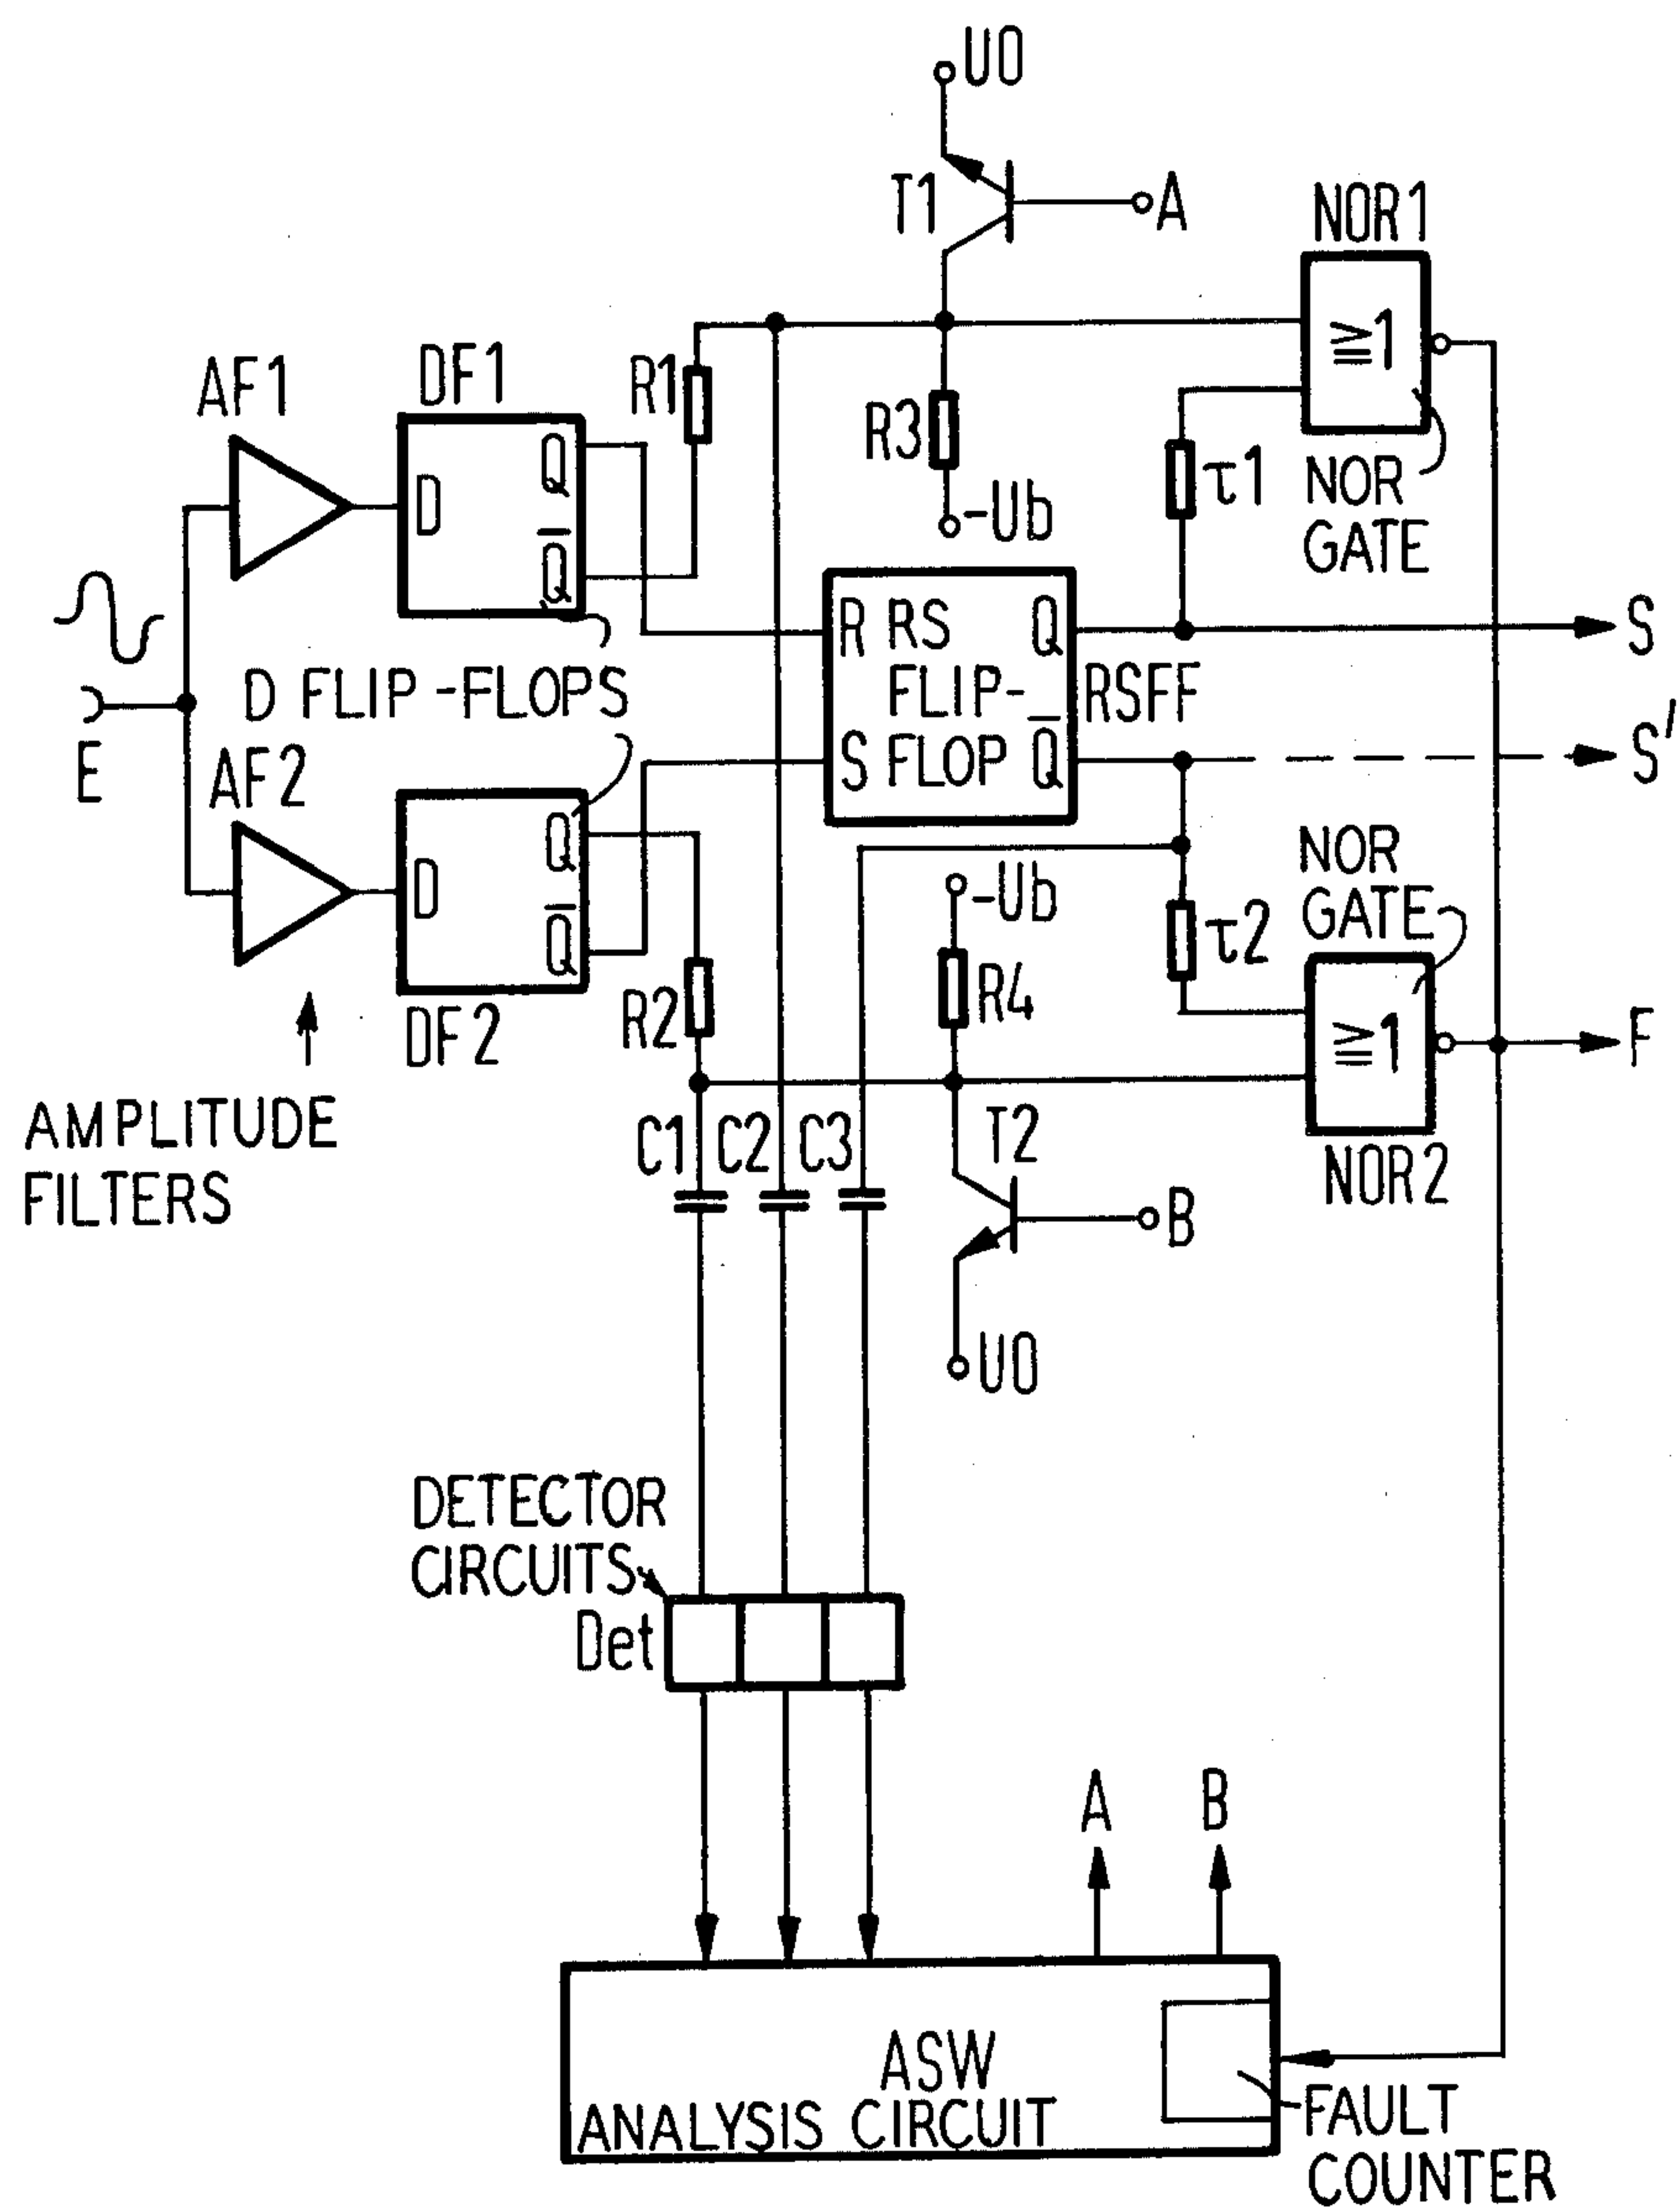 U0
T1
A
NOR1
≧1
AF1
DF1
R1
Q
D
Q̅
R3
-Ub
τ1
NOR
GATE
R
RS
FLIP-
FLOP
Q
S
Q̅
RSFF
S
S'
D FLIP-FLOPS
E
AF2
Q
D
Q̅
DF2
R2
-Ub
R4
τ2
NOR
GATE
≧1
NOR2
F
AMPLITUDE
FILTERS
C1
C2
C3
T2
B
U0
DETECTOR
CIRCUITS
Det
A
B
ASW
ANALYSIS CIRCUIT
FAULT
COUNTER